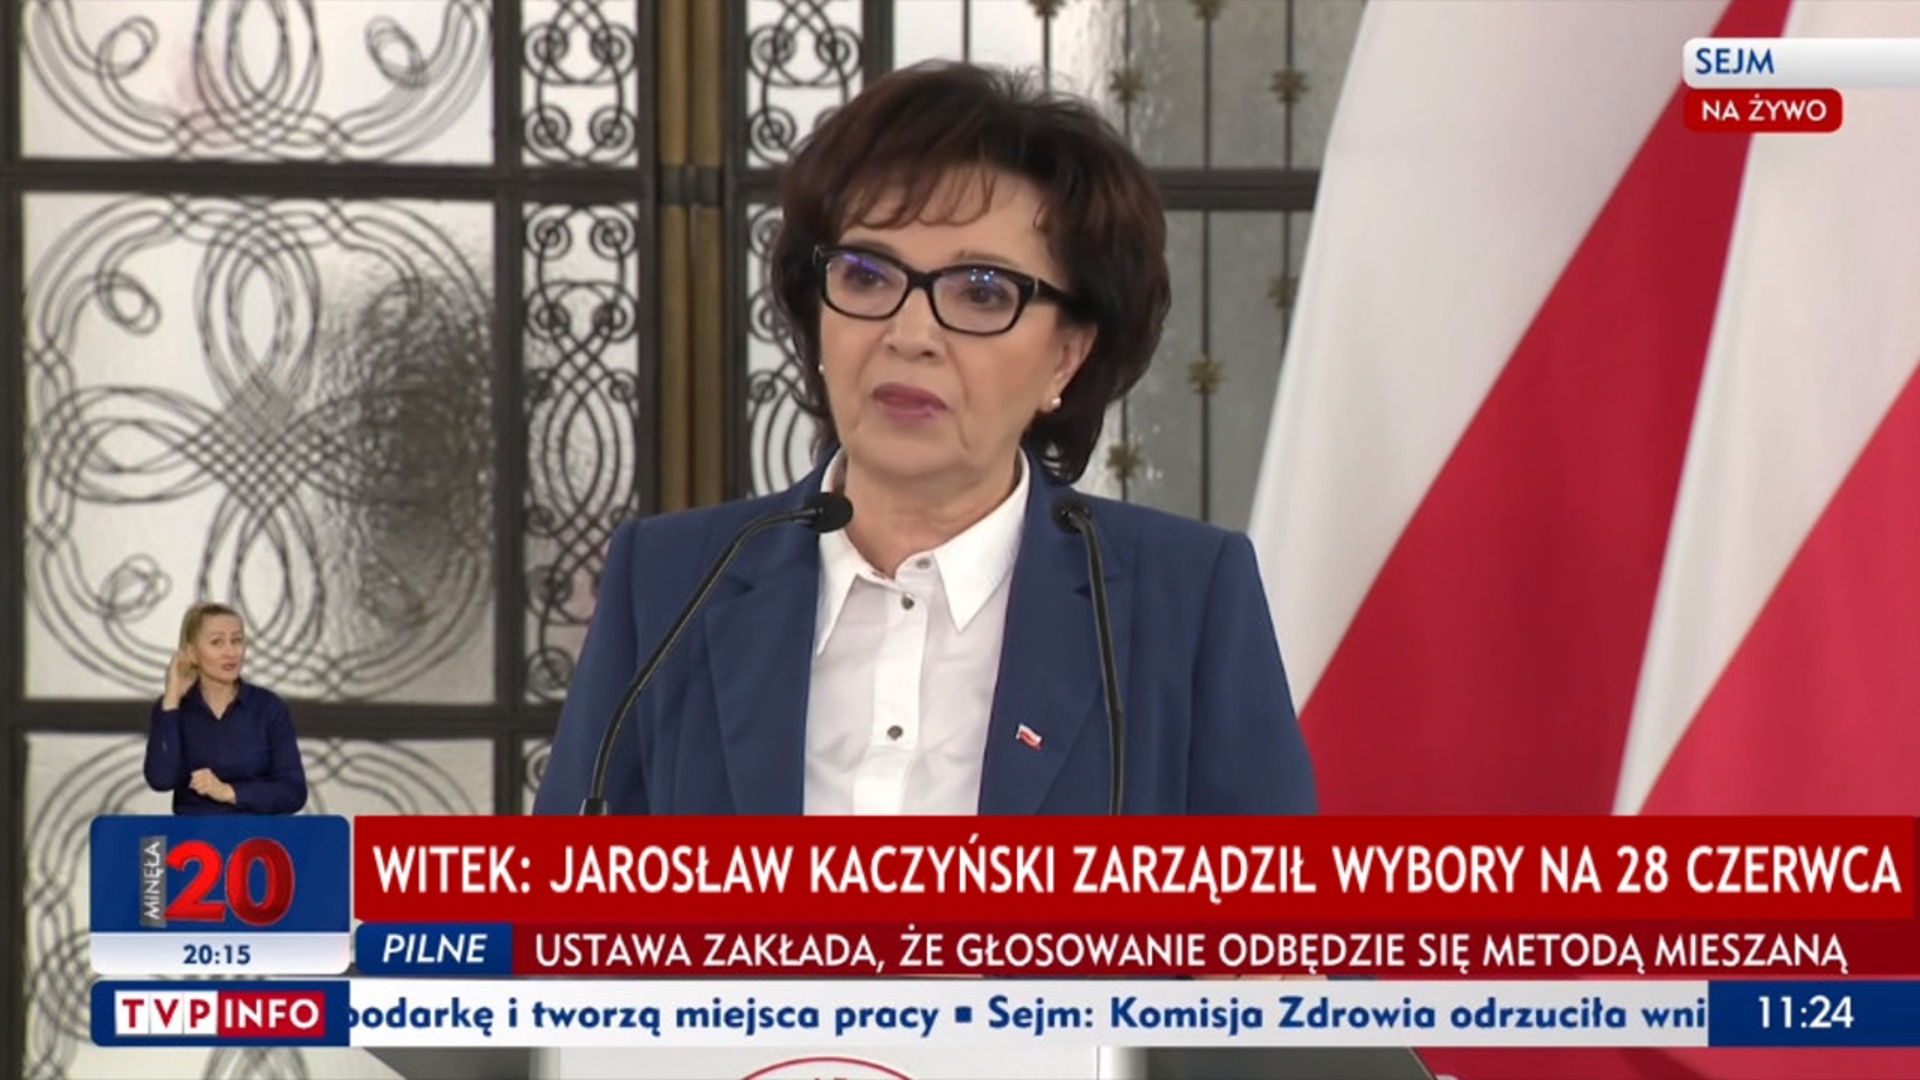 SEJM
NA ŻYWO
WITEK: JAROSŁAW KACZYŃSKI ZARZĄDZIŁ WYBORY NA 28 CZERWCA
MINĘŁA 20
20:15
PILNE
USTAWA ZAKŁADA, ŻE GŁOSOWANIE ODBĘDZIE SIĘ METODĄ MIESZANĄ
TVP INFO
podarkę i tworzą miejsca pracy ▪ Sejm: Komisja Zdrowia odrzuciła wni
11:24